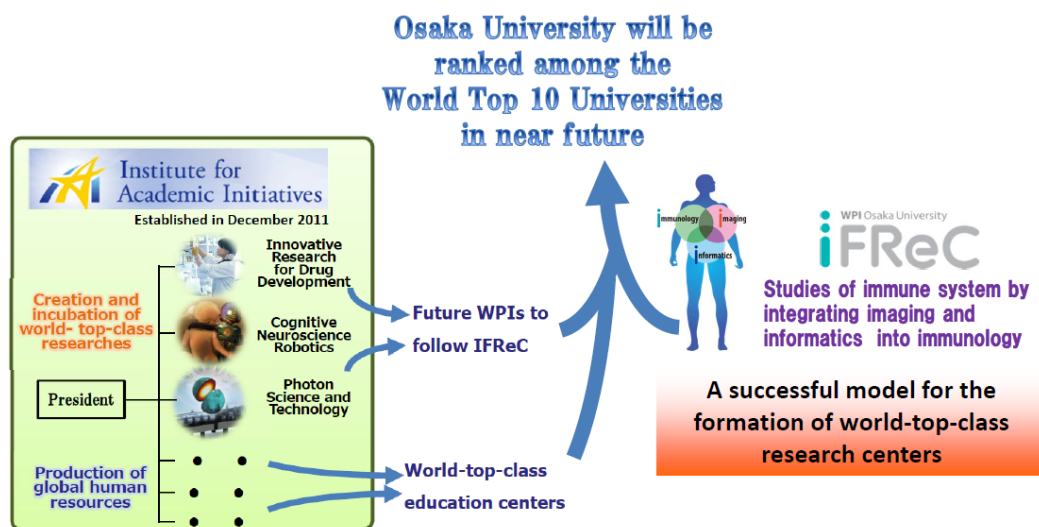 Osaka University will be
ranked among the
World Top 10 Universities
in near future
Institute for
Academic Initiatives
Established in December 2011
Innovative
Research
for Drug
Development
Creation and
incubation of
world- top-class
researches
Cognitive
Neuroscience
Robotics
President
Photon
Science and
Technology
Production of
global human
resources
Future WPIs to
follow IFReC
World-top-class
education centers
immunology
imaging
informatics
WPI Osaka University
iFReC
Studies of immune system by
integrating imaging and
informatics into immunology
A successful model for the
formation of world-top-class
research centers